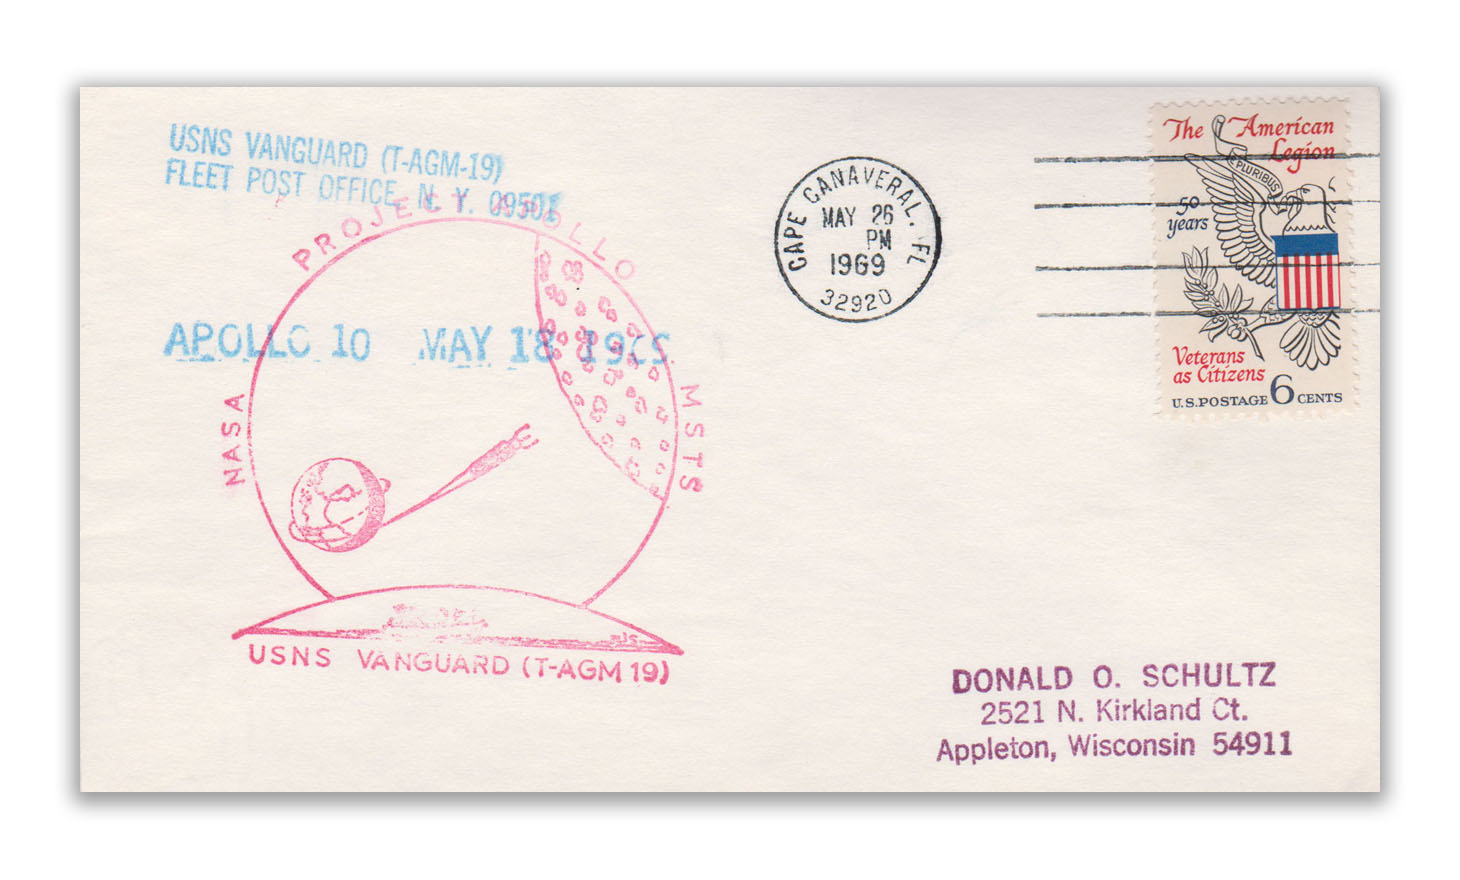 USNS VANGUARD (T-AGM-19)
FLEET POST OFFICE, N. Y. 09501
PROJECT APOLLO
APOLLO 10 MAY 18 1969
NASA
MSTS
USNS VANGUARD (T-AGM 19)
CAPE CANAVERAL, FL
MAY 26
PM
1969
32920
The American
Legion
PLURIBUS
50
years
Veterans
as Citizens
U.S. POSTAGE 6 CENTS
DONALD O. SCHULTZ
2521 N. Kirkland Ct.
Appleton, Wisconsin 54911